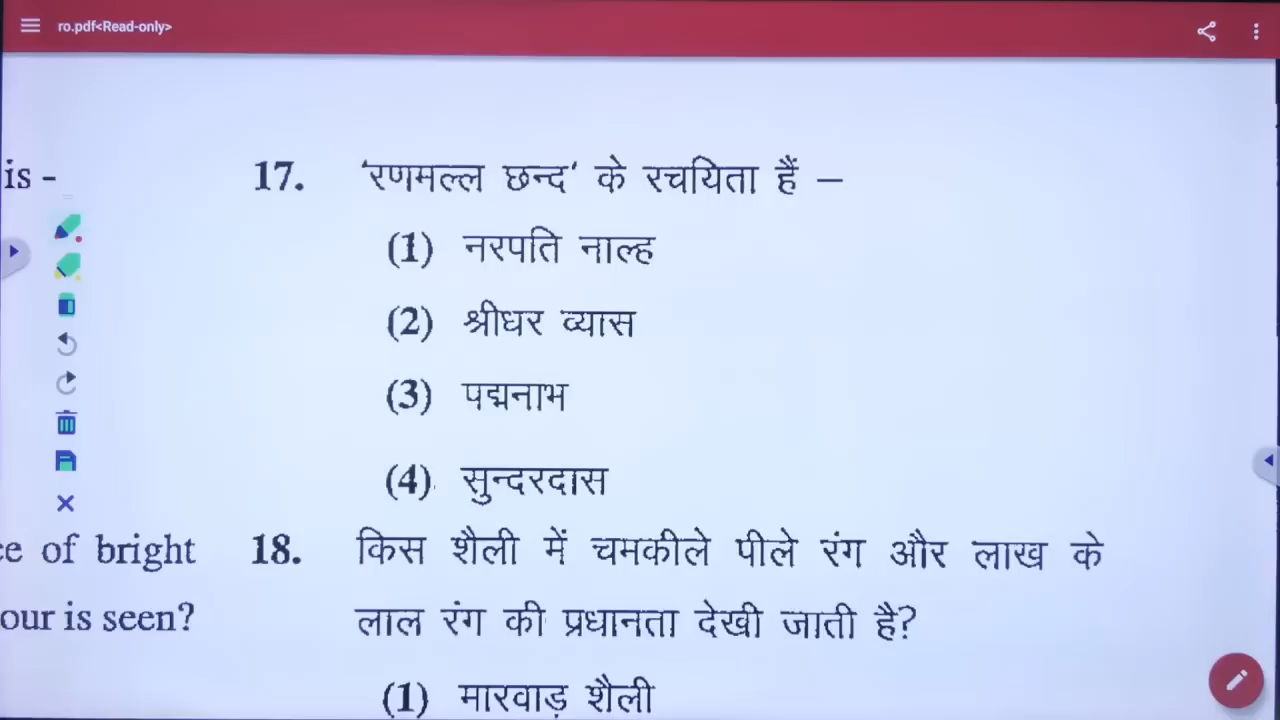 ro.pdf<Read-only>
is -
17. 'रणमल्ल छन्द' के रचयिता हैं –
(1) नरपति नाल्ह
(2) श्रीधर व्यास
(3) पद्मनाभ
(4) सुन्दरदास
ce of bright
our is seen?
18. किस शैली में चमकीले पीले रंग और लाख के
लाल रंग की प्रधानता देखी जाती है?
(1) मारवाड़ शैली